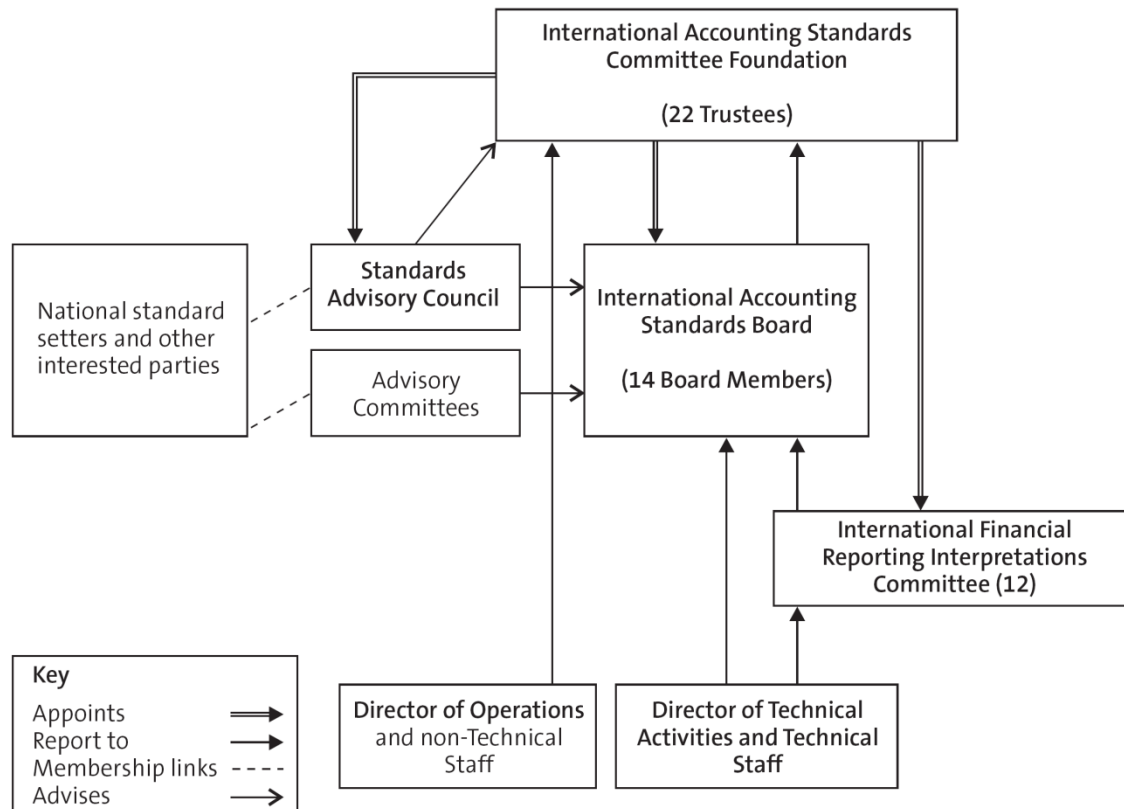 International Accounting Standards
Committee Foundation
(22 Trustees)
National standard
setters and other
interested parties
Standards
Advisory Council
Advisory
Committees
International Accounting
Standards Board
(14 Board Members)
International Financial
Reporting Interpretations
Committee (12)
Key
Appoints
Report to
Membership links
Advises
Director of Operations
and non-Technical
Staff
Director of Technical
Activities and Technical
Staff